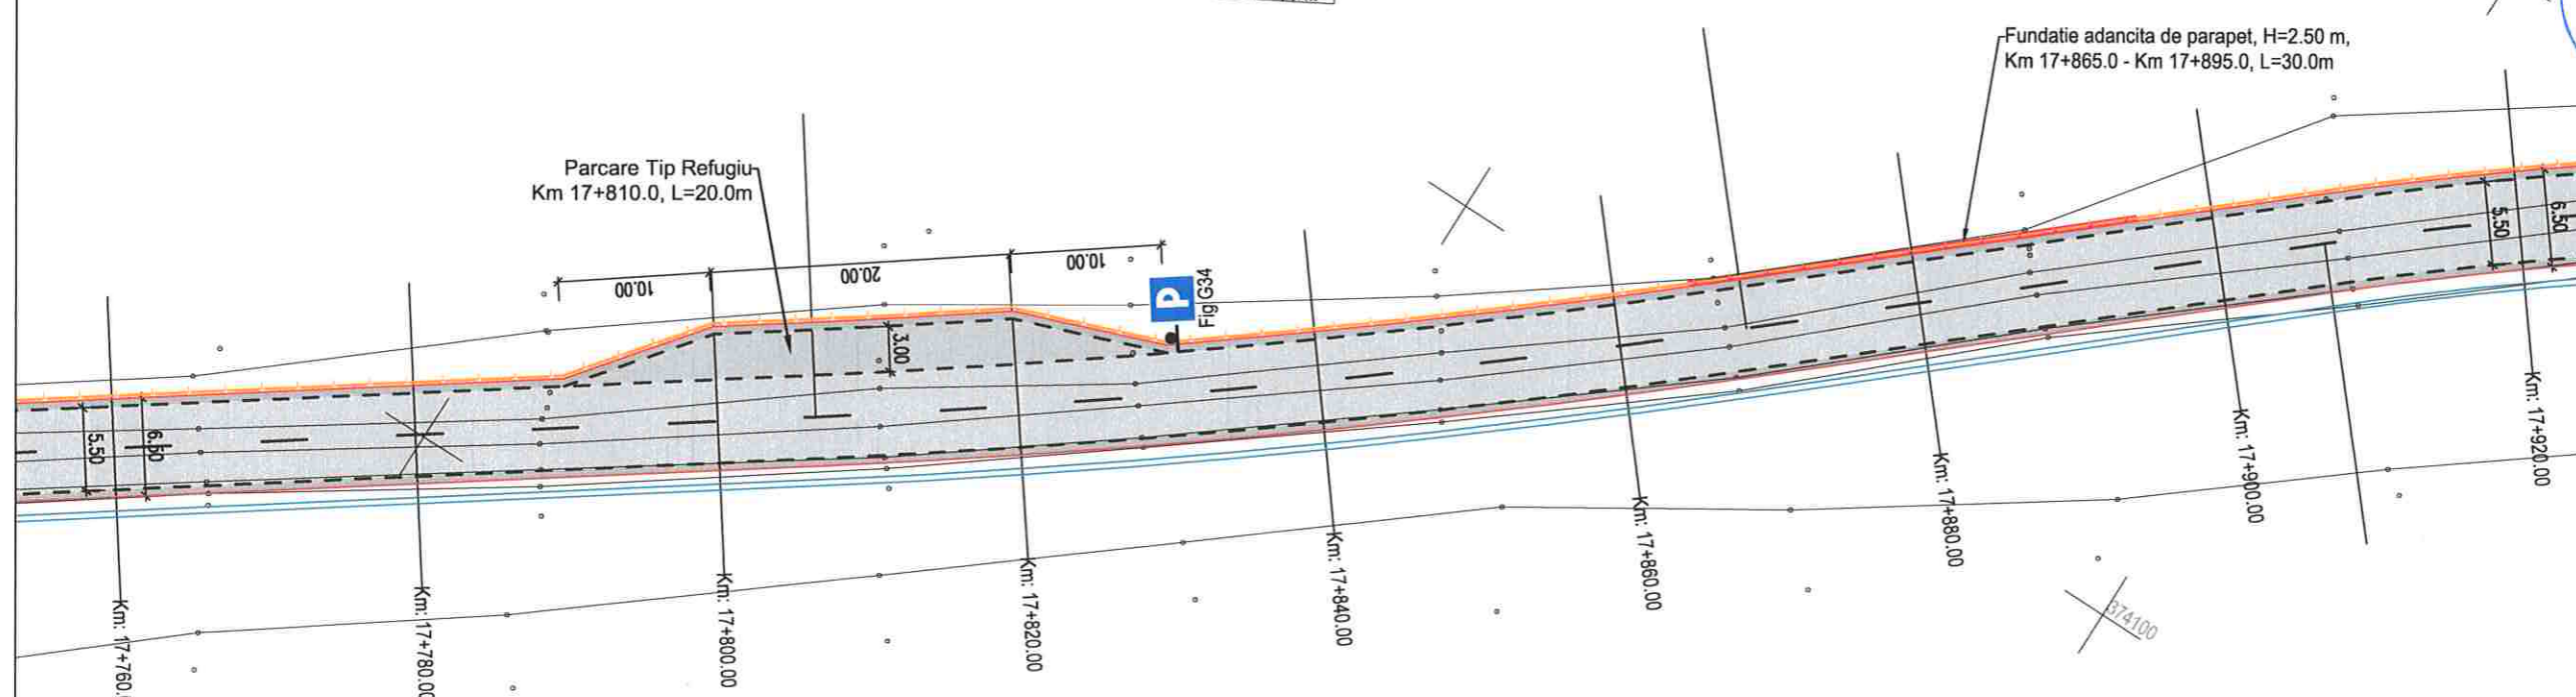 Fundatie adancita de parapet, H=2.50 m,
Km 17+865.0 - Km 17+895.0, L=30.0m
Parcare Tip Refugiu
Km 17+810.0, L=20.0m
10.00
20.00
10.00
P
Fig G34
3.00
5.50
6.50
5.50
6.50
Km: 17+760.
Km: 17+780.00
Km: 17+800.00
Km: 17+820.00
Km: 17+840.00
Km: 17+860.00
Km: 17+880.00
Km: 17+900.00
Km: 17+920.00
374100